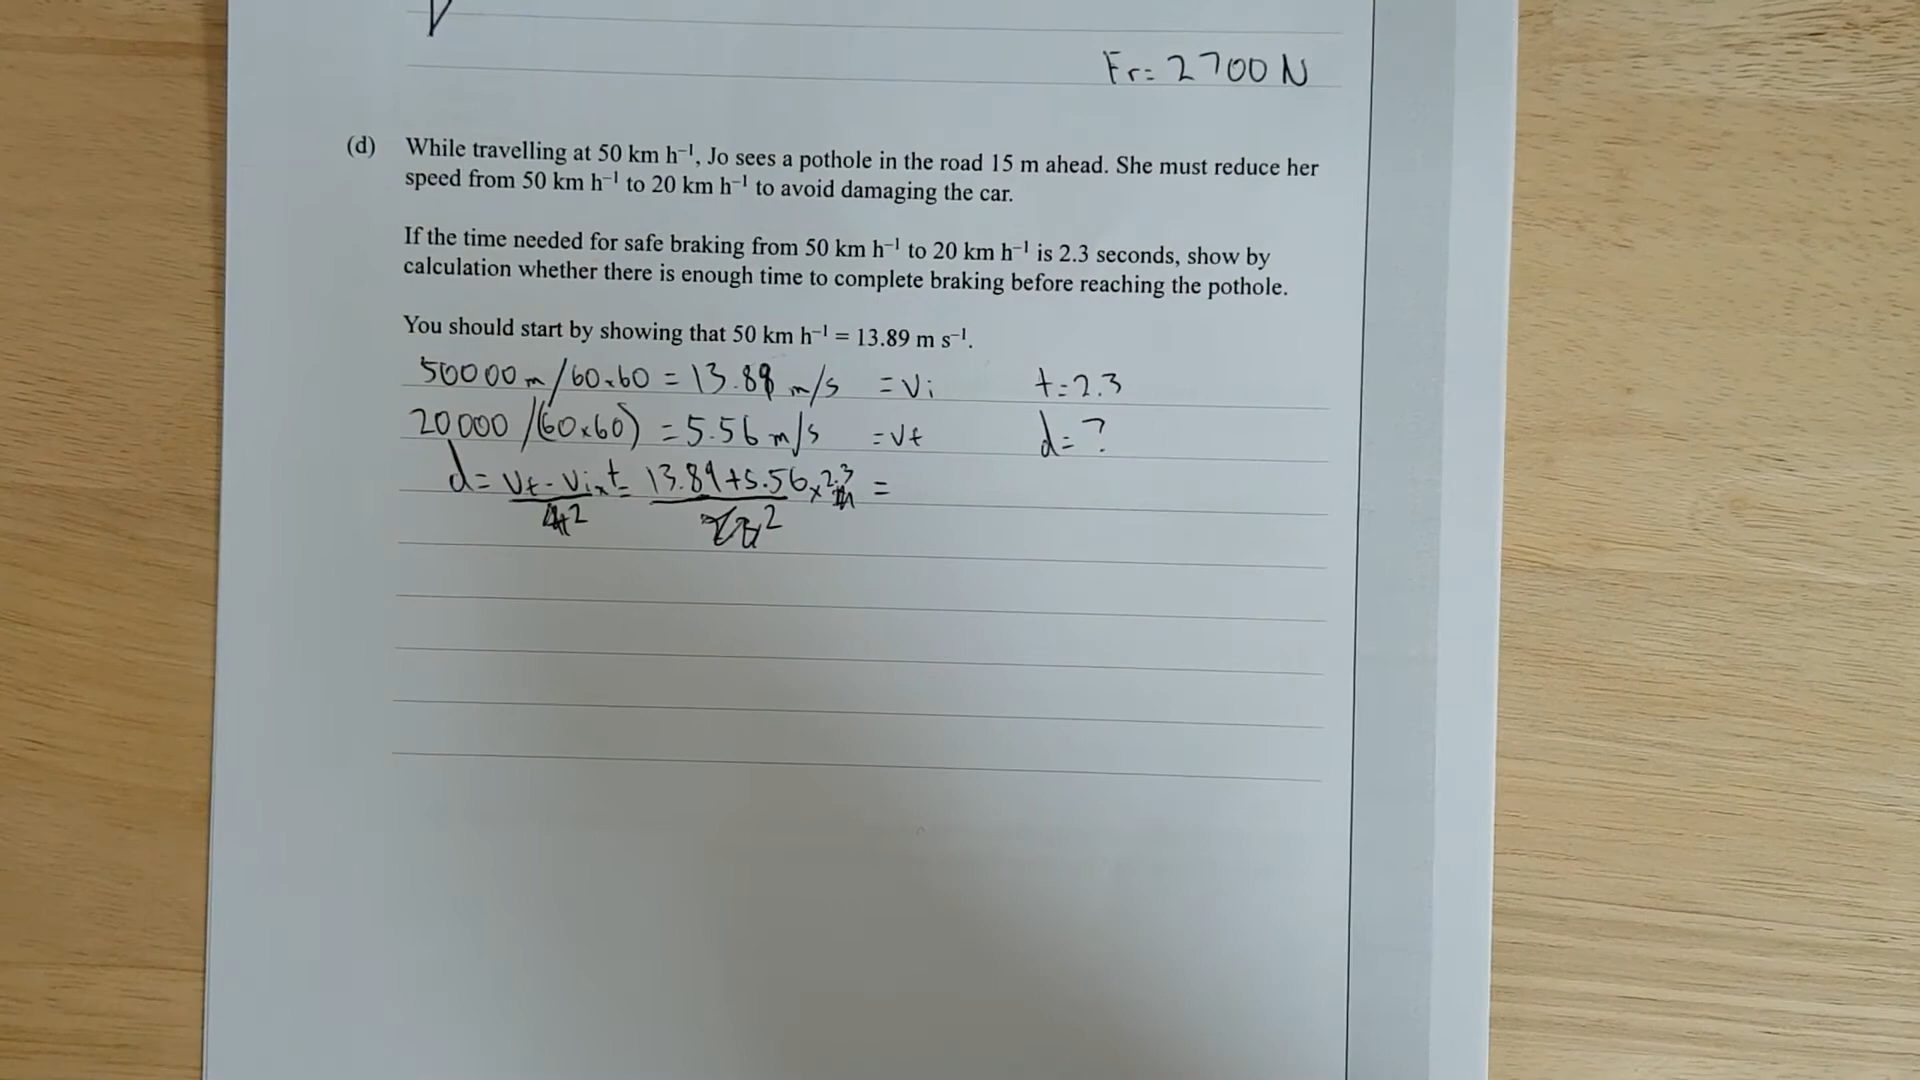 Fr= 2700 N
(d) While travelling at 50 km h⁻¹, Jo sees a pothole in the road 15 m ahead. She must reduce her
speed from 50 km h⁻¹ to 20 km h⁻¹ to avoid damaging the car.
If the time needed for safe braking from 50 km h⁻¹ to 20 km h⁻¹ is 2.3 seconds, show by
calculation whether there is enough time to complete braking before reaching the pothole.
You should start by showing that 50 km h⁻¹ = 13.89 m s⁻¹.
50000m/60×60 = 13.89 m/s = Vi t=2.3
20000/(60×60) = 5.56 m/s = Vf d=?
d= Vf - Vi × t = 13.89+5.56 × 2.3 =
2 2